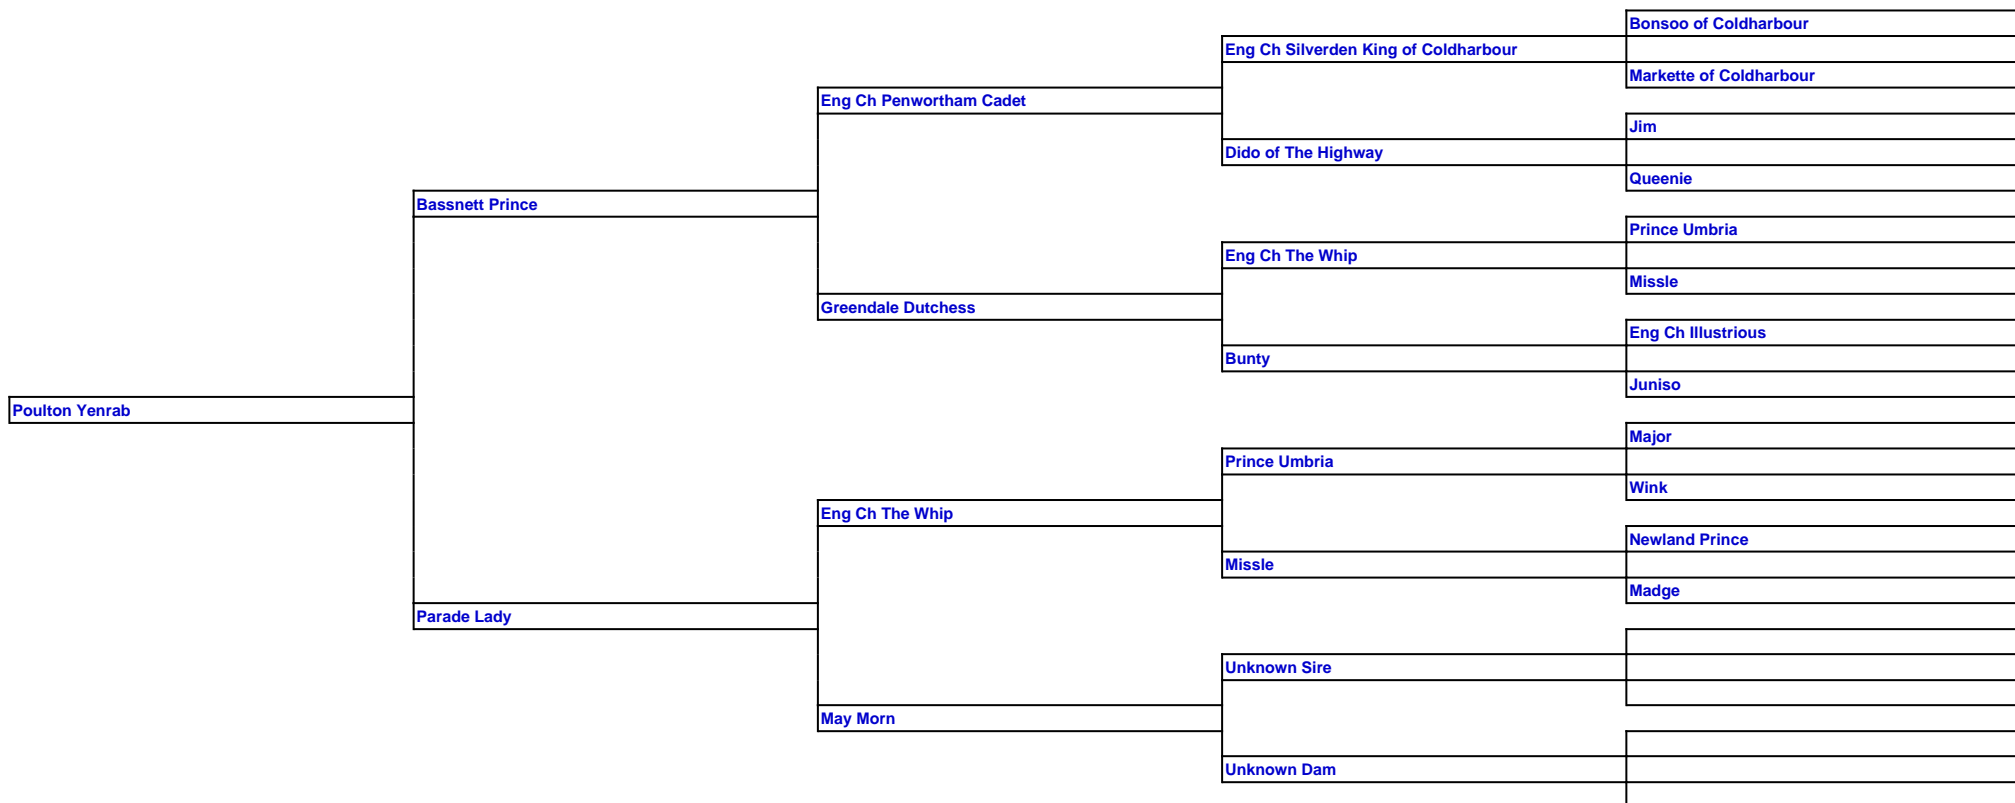 Bonsoo of Coldharbour
Eng Ch Silverden King of Coldharbour
Markette of Coldharbour
Eng Ch Penwortham Cadet
Jim
Dido of The Highway
Queenie
Bassnett Prince
Prince Umbria
Eng Ch The Whip
Missle
Greendale Dutchess
Eng Ch Illustrious
Bunty
Juniso
Poulton Yenrab
Major
Prince Umbria
Wink
Eng Ch The Whip
Newland Prince
Missle
Madge
Parade Lady
Unknown Sire
May Morn
Unknown Dam